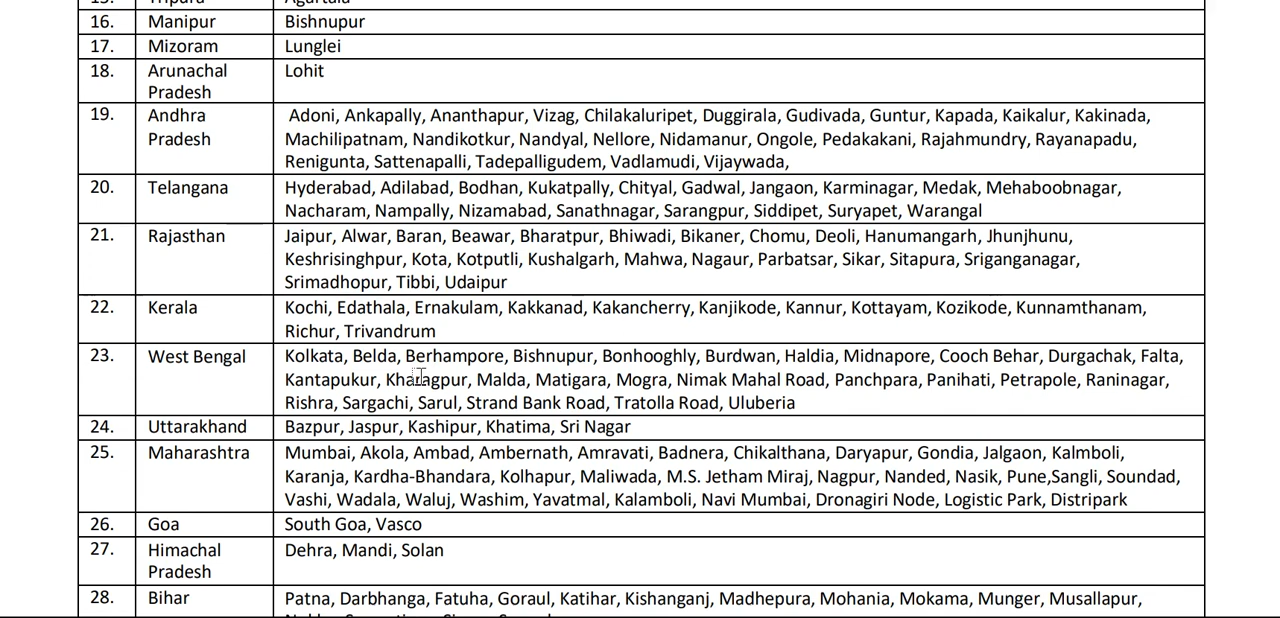 15. Tripura Agartala
16. Manipur Bishnupur
17. Mizoram Lunglei
18. Arunachal Lohit
Pradesh
19. Andhra Adoni, Ankapally, Ananthapur, Vizag, Chilakaluripet, Duggirala, Gudivada, Guntur, Kapada, Kaikalur, Kakinada,
Pradesh Machilipatnam, Nandikotkur, Nandyal, Nellore, Nidamanur, Ongole, Pedakakani, Rajahmundry, Rayanapadu,
Renigunta, Sattenapalli, Tadepalligudem, Vadlamudi, Vijaywada,
20. Telangana Hyderabad, Adilabad, Bodhan, Kukatpally, Chityal, Gadwal, Jangaon, Karminagar, Medak, Mehaboobnagar,
Nacharam, Nampally, Nizamabad, Sanathnagar, Sarangpur, Siddipet, Suryapet, Warangal
21. Rajasthan Jaipur, Alwar, Baran, Beawar, Bharatpur, Bhiwadi, Bikaner, Chomu, Deoli, Hanumangarh, Jhunjhunu,
Keshrisinghpur, Kota, Kotputli, Kushalgarh, Mahwa, Nagaur, Parbatsar, Sikar, Sitapura, Sriganganagar,
Srimadhopur, Tibbi, Udaipur
22. Kerala Kochi, Edathala, Ernakulam, Kakkanad, Kakancherry, Kanjikode, Kannur, Kottayam, Kozikode, Kunnamthanam,
Richur, Trivandrum
23. West Bengal Kolkata, Belda, Berhampore, Bishnupur, Bonhooghly, Burdwan, Haldia, Midnapore, Cooch Behar, Durgachak, Falta,
Kantapukur, Kharagpur, Malda, Matigara, Mogra, Nimak Mahal Road, Panchpara, Panihati, Petrapole, Raninagar,
Rishra, Sargachi, Sarul, Strand Bank Road, Tratolla Road, Uluberia
24. Uttarakhand Bazpur, Jaspur, Kashipur, Khatima, Sri Nagar
25. Maharashtra Mumbai, Akola, Ambad, Ambernath, Amravati, Badnera, Chikalthana, Daryapur, Gondia, Jalgaon, Kalmboli,
Karanja, Kardha-Bhandara, Kolhapur, Maliwada, M.S. Jetham Miraj, Nagpur, Nanded, Nasik, Pune,Sangli, Soundad,
Vashi, Wadala, Waluj, Washim, Yavatmal, Kalamboli, Navi Mumbai, Dronagiri Node, Logistic Park, Distripark
26. Goa South Goa, Vasco
27. Himachal Dehra, Mandi, Solan
Pradesh
28. Bihar Patna, Darbhanga, Fatuha, Goraul, Katihar, Kishanganj, Madhepura, Mohania, Mokama, Munger, Musallapur,